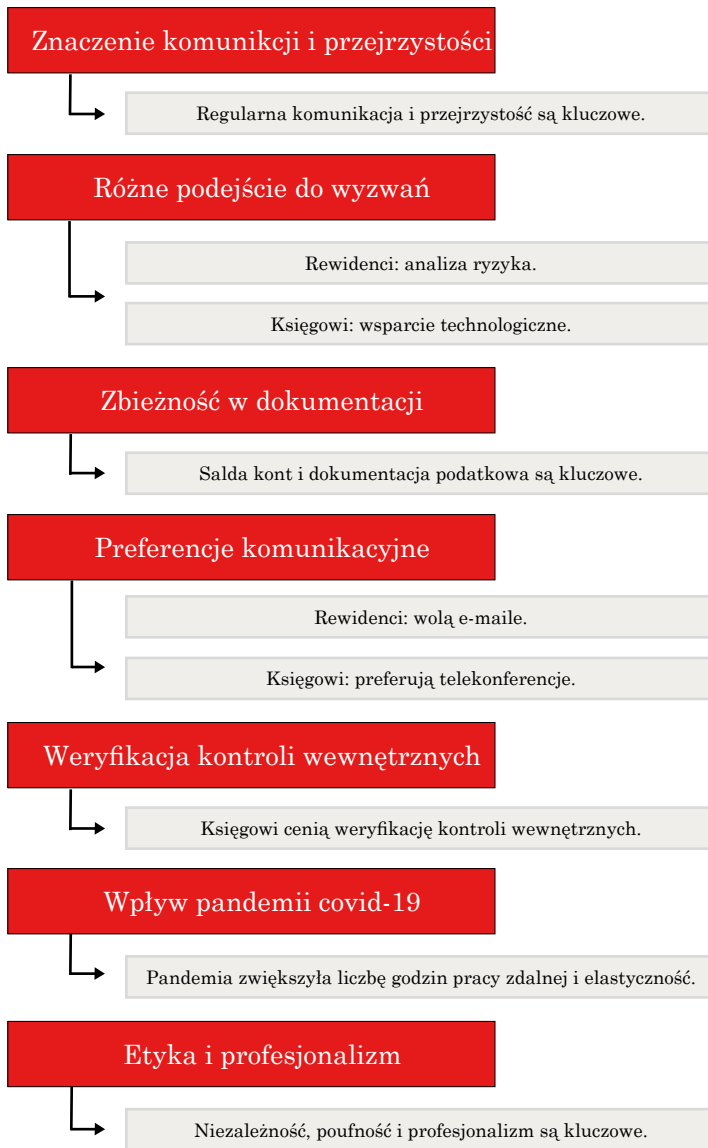 Znaczenie komunikcji i przejrzystości
Regularna komunikacja i przejrzystość są kluczowe.
Różne podejście do wyzwań
Rewidenci: analiza ryzyka.
Księgowi: wsparcie technologiczne.
Zbieżność w dokumentacji
Salda kont i dokumentacja podatkowa są kluczowe.
Preferencje komunikacyjne
Rewidenci: wolą e-maile.
Księgowi: preferują telekonferencje.
Weryfikacja kontroli wewnętrznych
Księgowi cenią weryfikację kontroli wewnętrznych.
Wpływ pandemii covid-19
Pandemia zwiększyła liczbę godzin pracy zdalnej i elastyczność.
Etyka i profesjonalizm
Niezależność, poufność i profesjonalizm są kluczowe.